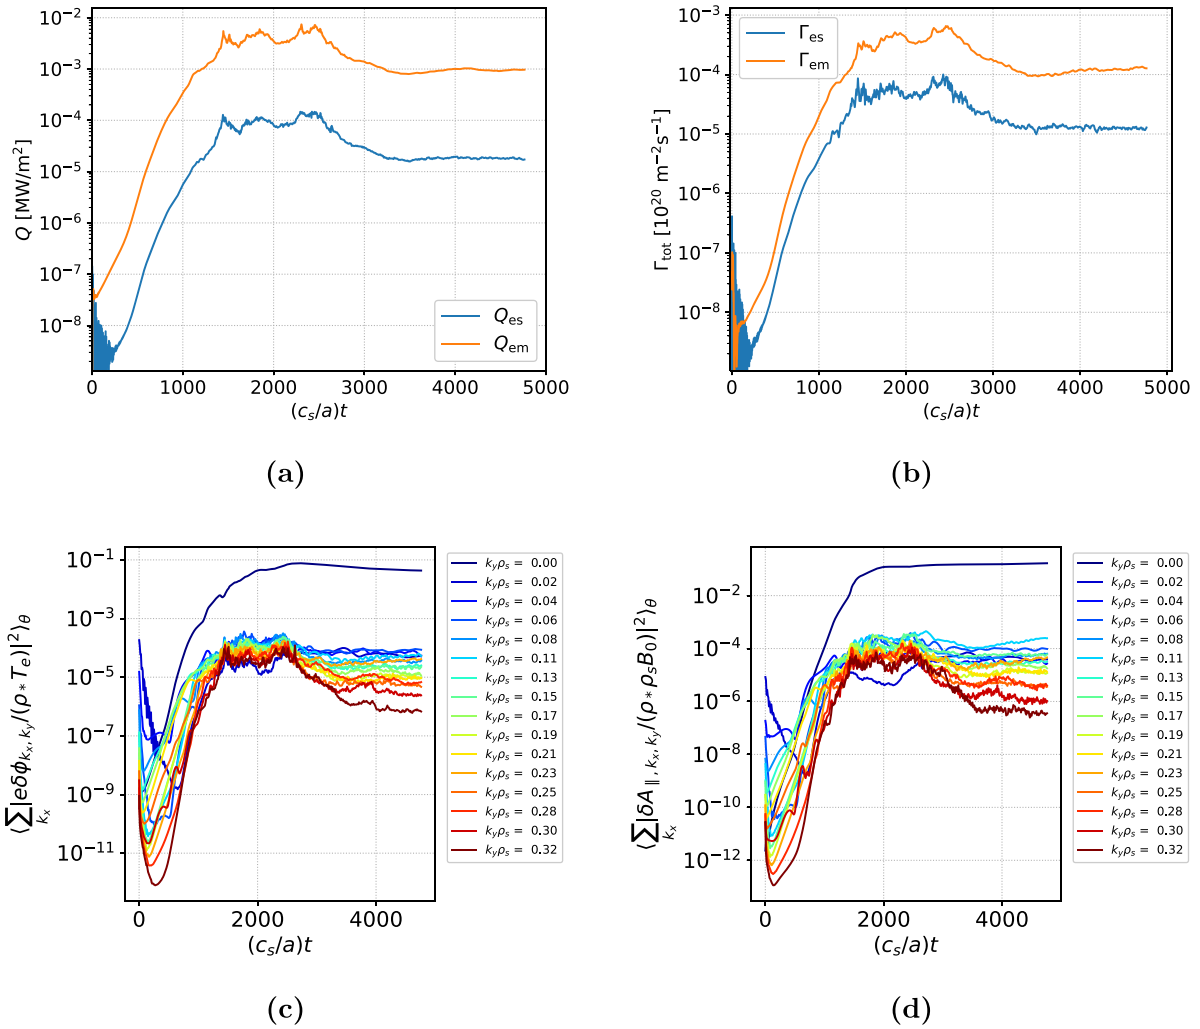 10⁻²
10⁻³
10⁻⁴
10⁻⁵
10⁻⁶
10⁻⁷
10⁻⁸
Q [MW/m²]
Q_es
Q_em
0 1000 2000 3000 4000 5000
(c_s/a)t
(a)
10⁻³
10⁻⁴
10⁻⁵
10⁻⁶
10⁻⁷
10⁻⁸
Γ_tot [10²⁰ m⁻²s⁻¹]
Γ_es
Γ_em
0 1000 2000 3000 4000 5000
(c_s/a)t
(b)
10⁻¹
10⁻³
10⁻⁵
10⁻⁷
10⁻⁹
10⁻¹¹
⟨∑_{k_x} |eδϕ_{k_x, k_y}/(ρ*T_e)|²⟩_θ
k_yρ_s = 0.00
k_yρ_s = 0.02
k_yρ_s = 0.04
k_yρ_s = 0.06
k_yρ_s = 0.08
k_yρ_s = 0.11
k_yρ_s = 0.13
k_yρ_s = 0.15
k_yρ_s = 0.17
k_yρ_s = 0.19
k_yρ_s = 0.21
k_yρ_s = 0.23
k_yρ_s = 0.25
k_yρ_s = 0.28
k_yρ_s = 0.30
k_yρ_s = 0.32
0 2000 4000
(c_s/a)t
(c)
10⁻²
10⁻⁴
10⁻⁶
10⁻⁸
10⁻¹⁰
10⁻¹²
⟨∑_{k_x} |δA_{∥, k_x, k_y}/(ρ*ρ_sB_0)|²⟩_θ
k_yρ_s = 0.00
k_yρ_s = 0.02
k_yρ_s = 0.04
k_yρ_s = 0.06
k_yρ_s = 0.08
k_yρ_s = 0.11
k_yρ_s = 0.13
k_yρ_s = 0.15
k_yρ_s = 0.17
k_yρ_s = 0.19
k_yρ_s = 0.21
k_yρ_s = 0.23
k_yρ_s = 0.25
k_yρ_s = 0.28
k_yρ_s = 0.30
k_yρ_s = 0.32
0 2000 4000
(c_s/a)t
(d)